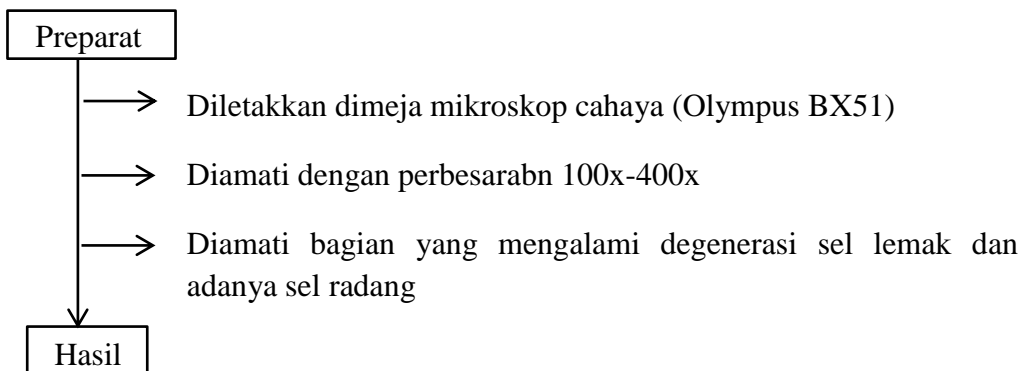 Preparat
Diletakkan dimeja mikroskop cahaya (Olympus BX51)
Diamati dengan perbesarabn 100x-400x
Diamati bagian yang mengalami degenerasi sel lemak dan
adanya sel radang
Hasil